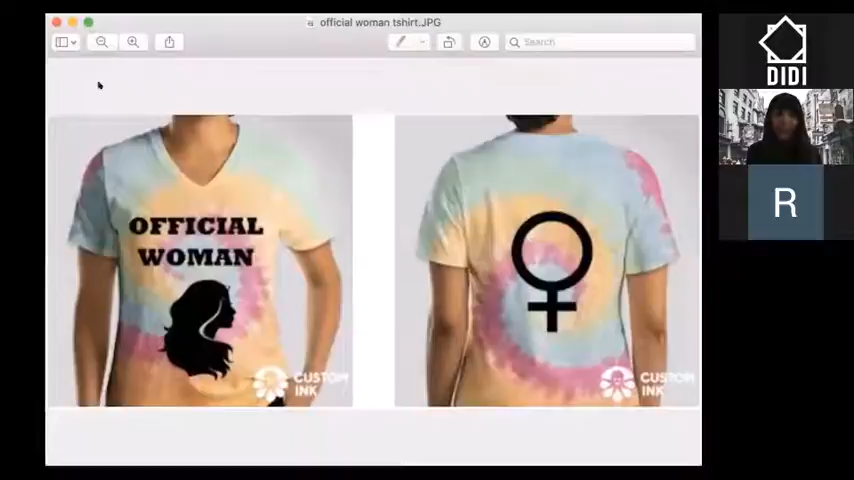 official woman tshirt.JPG
Search
OFFICIAL
WOMAN
CUSTOM
INK
CUSTOM
INK
DIDI
R